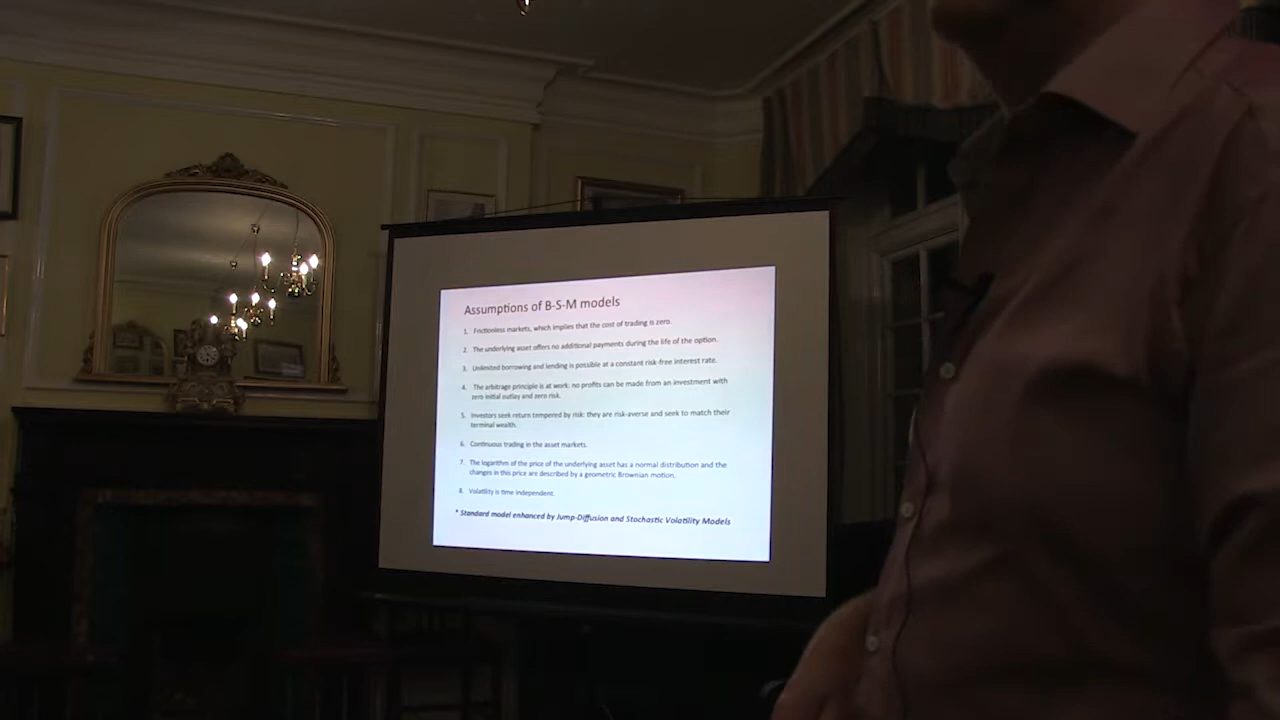 Assumptions of B-S-M models
1. Frictionless markets, which implies that the cost of trading is zero.
2. The underlying asset offers no additional payments during the life of the option.
3. Unlimited borrowing and lending is possible at a constant risk-free interest rate.
4. The arbitrage principle is at work: no profits can be made from an investment with
zero initial outlay and zero risk.
5. Investors seek return tempered by risk: they are risk-averse and seek to match their
terminal wealth.
6. Continuous trading in the asset markets.
7. The logarithm of the price of the underlying asset has a normal distribution and the
changes in this price are described by a geometric Brownian motion.
8. Volatility is time independent.
* Standard model enhanced by Jump-Diffusion and Stochastic Volatility Models